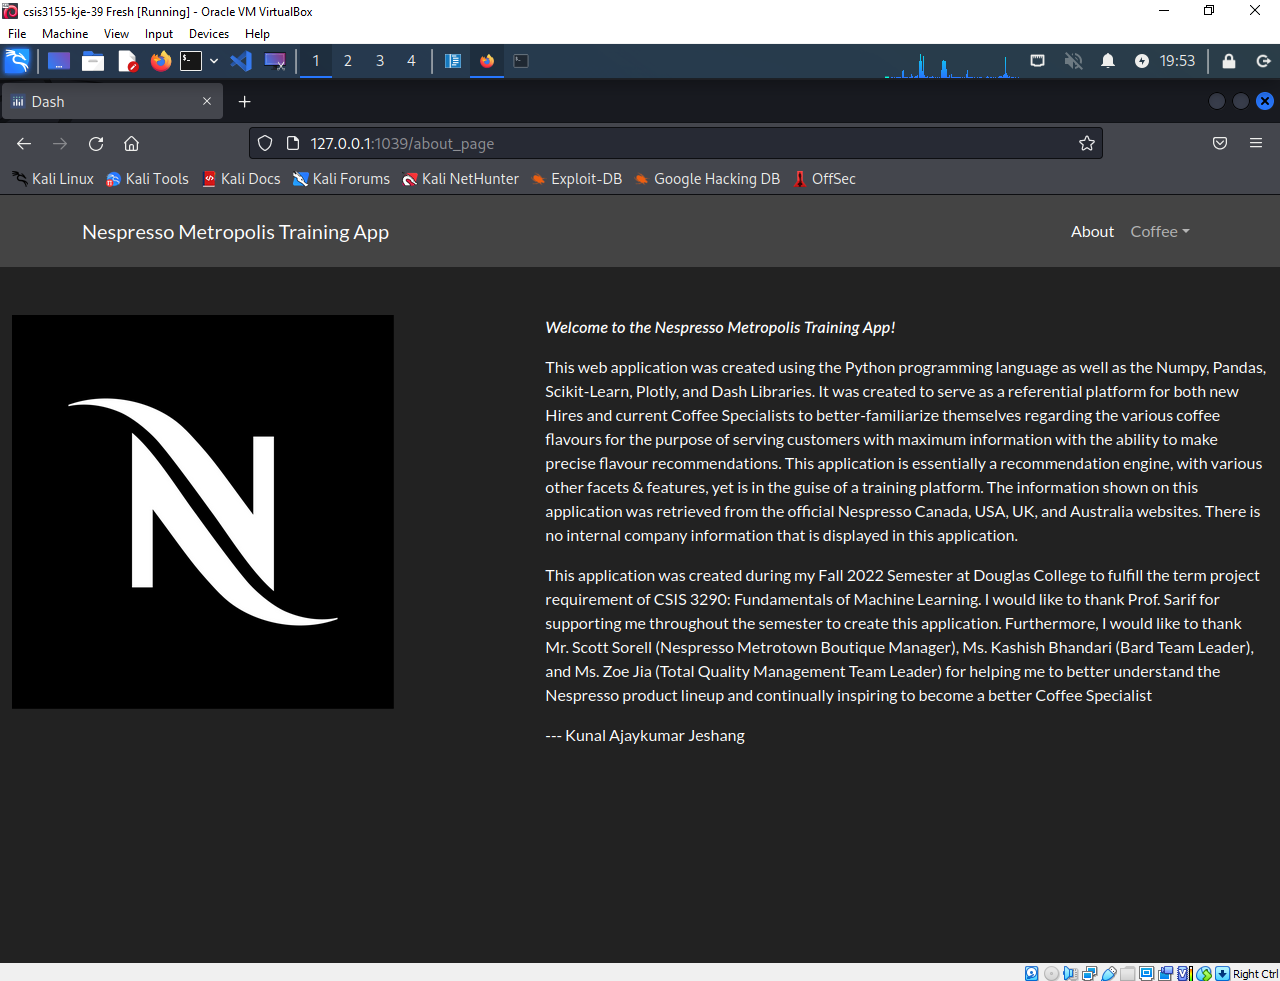 csis3155-kje-39 Fresh [Running] - Oracle VM VirtualBox
File Machine View Input Devices Help
1 2 3 4 19:53
Dash
127.0.0.1:1039/about_page
Kali Linux Kali Tools Kali Docs Kali Forums Kali NetHunter Exploit-DB Google Hacking DB OffSec
Nespresso Metropolis Training App About Coffee
N
Welcome to the Nespresso Metropolis Training App!
This web application was created using the Python programming language as well as the Numpy, Pandas,
Scikit-Learn, Plotly, and Dash Libraries. It was created to serve as a referential platform for both new
Hires and current Coffee Specialists to better-familiarize themselves regarding the various coffee
flavours for the purpose of serving customers with maximum information with the ability to make
precise flavour recommendations. This application is essentially a recommendation engine, with various
other facets & features, yet is in the guise of a training platform. The information shown on this
application was retrieved from the official Nespresso Canada, USA, UK, and Australia websites. There is
no internal company information that is displayed in this application.
This application was created during my Fall 2022 Semester at Douglas College to fulfill the term project
requirement of CSIS 3290: Fundamentals of Machine Learning. I would like to thank Prof. Sarif for
supporting me throughout the semester to create this application. Furthermore, I would like to thank
Mr. Scott Sorell (Nespresso Metrotown Boutique Manager), Ms. Kashish Bhandari (Bard Team Leader),
and Ms. Zoe Jia (Total Quality Management Team Leader) for helping me to better understand the
Nespresso product lineup and continually inspiring to become a better Coffee Specialist
--- Kunal Ajaykumar Jeshang
Right Ctrl